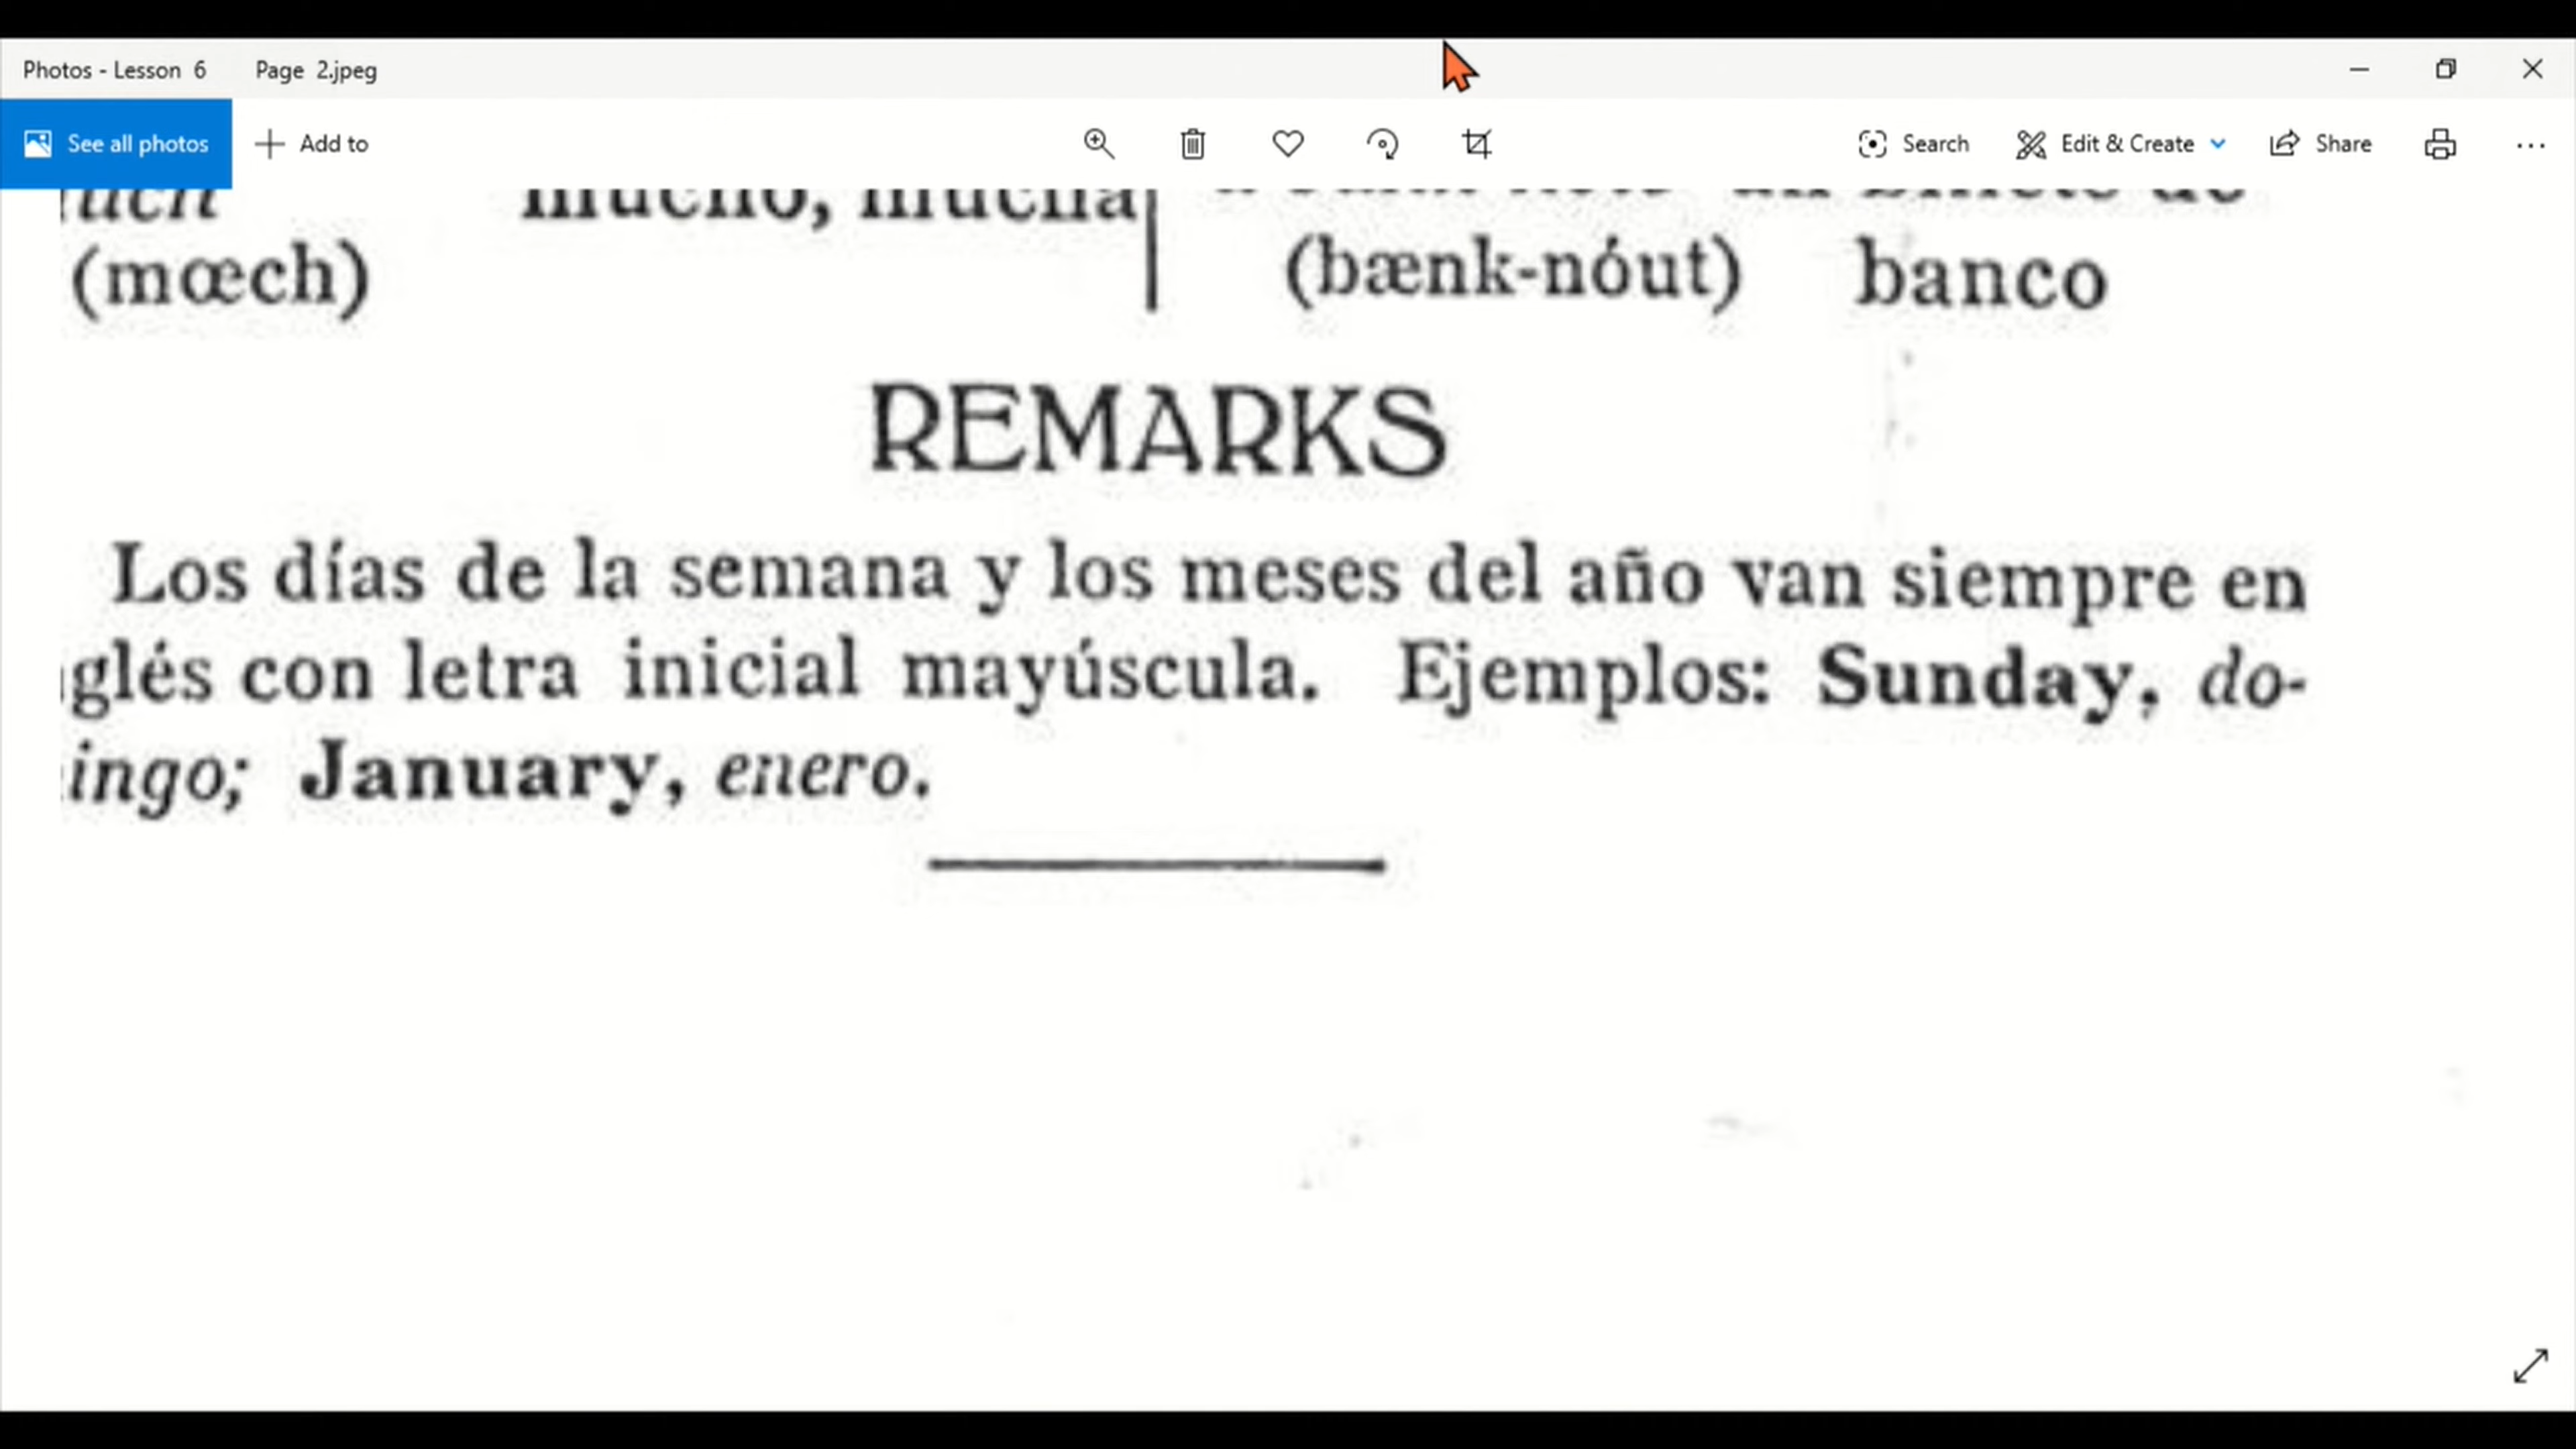 Photos - Lesson 6 Page 2.jpeg
See all photos Add to Search Edit & Create Share
mucho, mucha
(mœch) (bænk-nóut) banco
REMARKS
Los días de la semana y los meses del año van siempre en
glés con letra inicial mayúscula. Ejemplos: Sunday, do-
ingo; January, enero.